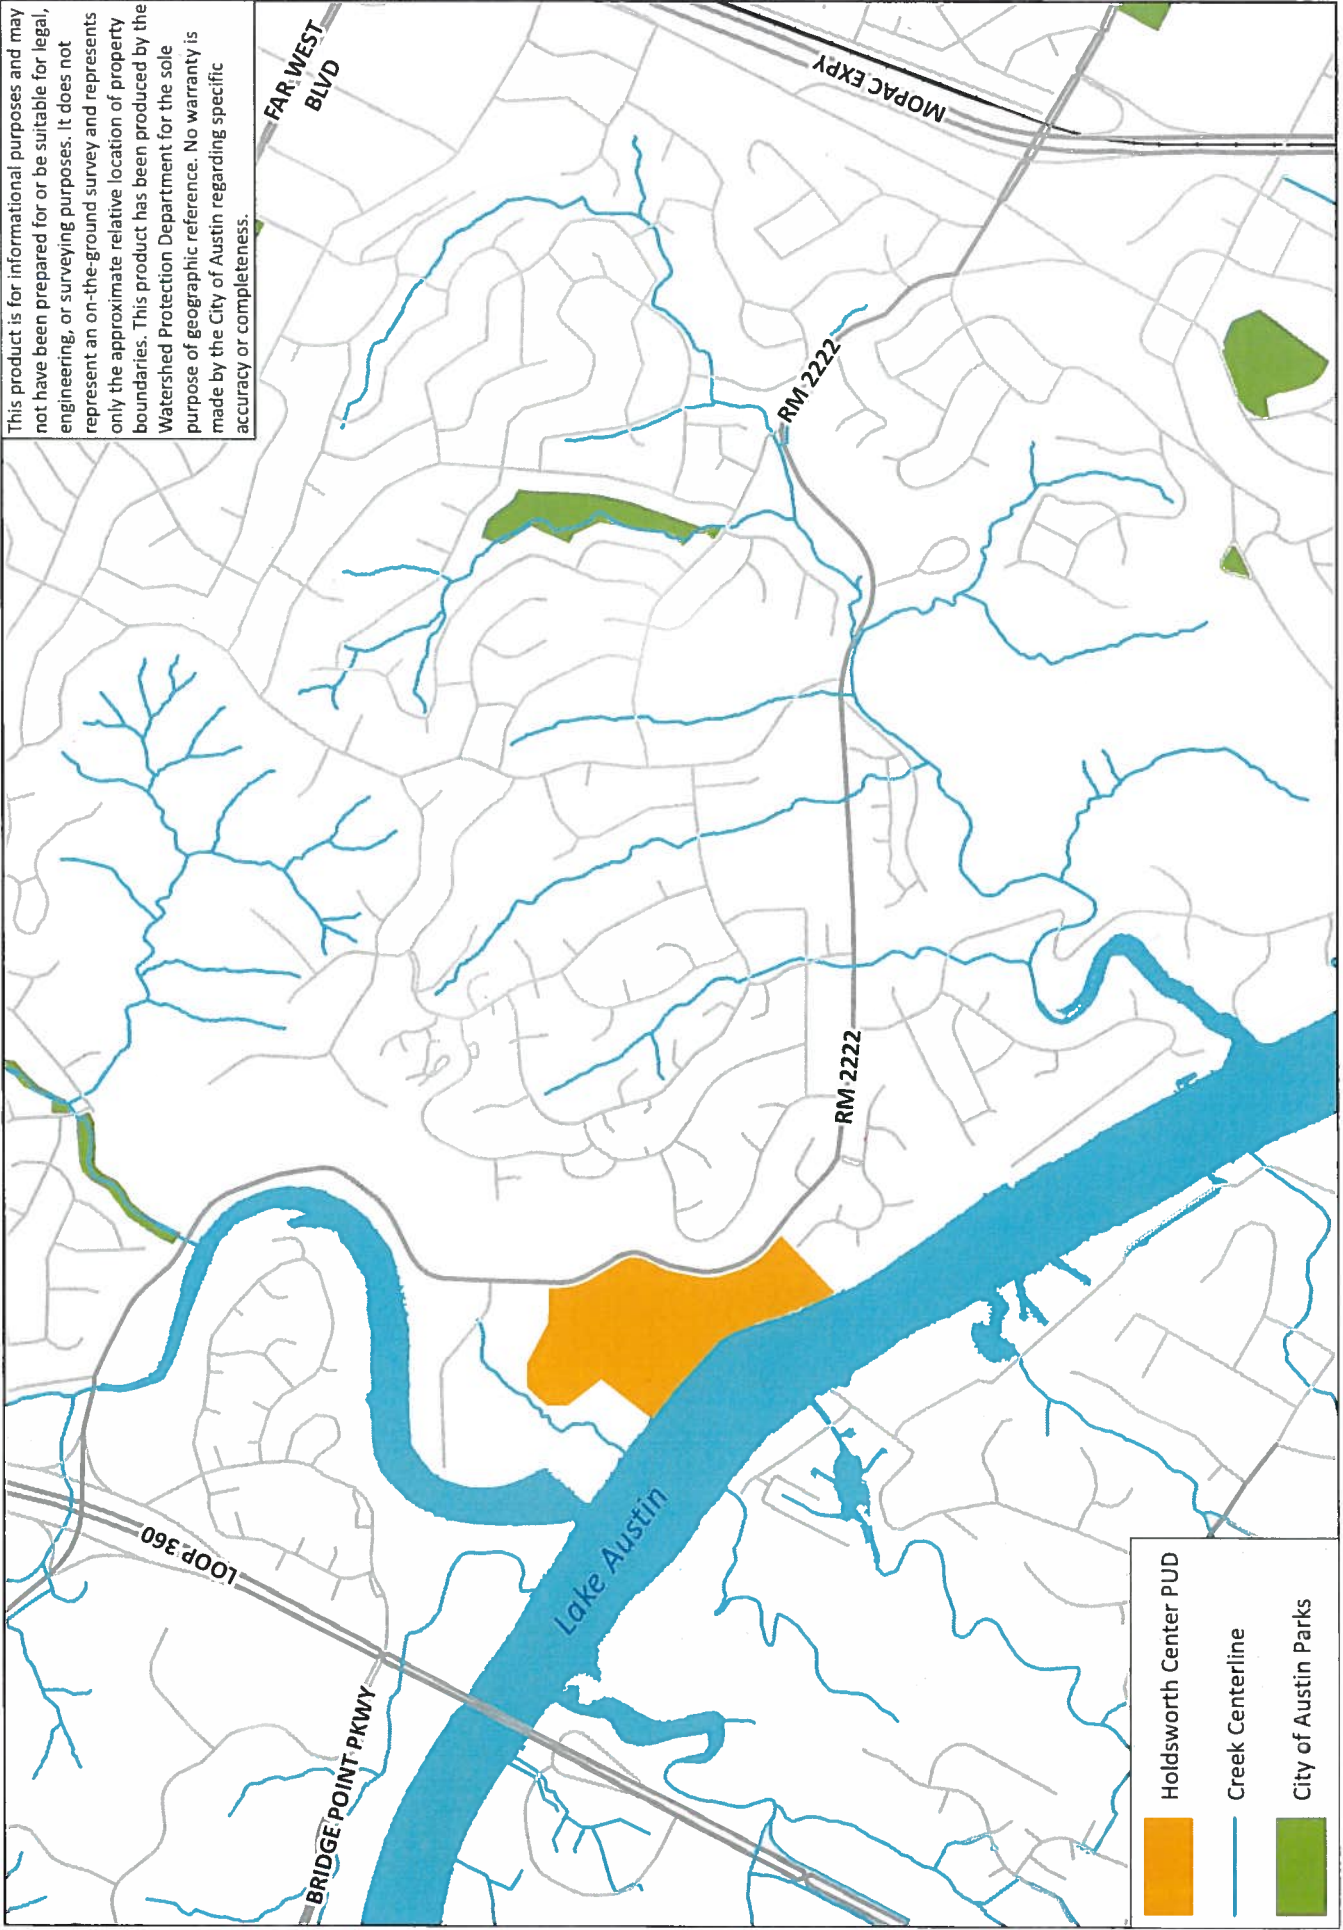 This product is for informational purposes and may
not have been prepared for or be suitable for legal,
engineering, or surveying purposes. It does not
represent an on-the-ground survey and represents
only the approximate relative location of property
boundaries. This product has been produced by the
Watershed Protection Department for the sole
purpose of geographic reference. No warranty is
made by the City of Austin regarding specific
accuracy or completeness.
FAR WEST
BLVD
MOPAC EXPY
RM 2222
RM 2222
LOOP 360
Lake Austin
BRIDGE POINT PKWY
Holdsworth Center PUD
Creek Centerline
City of Austin Parks